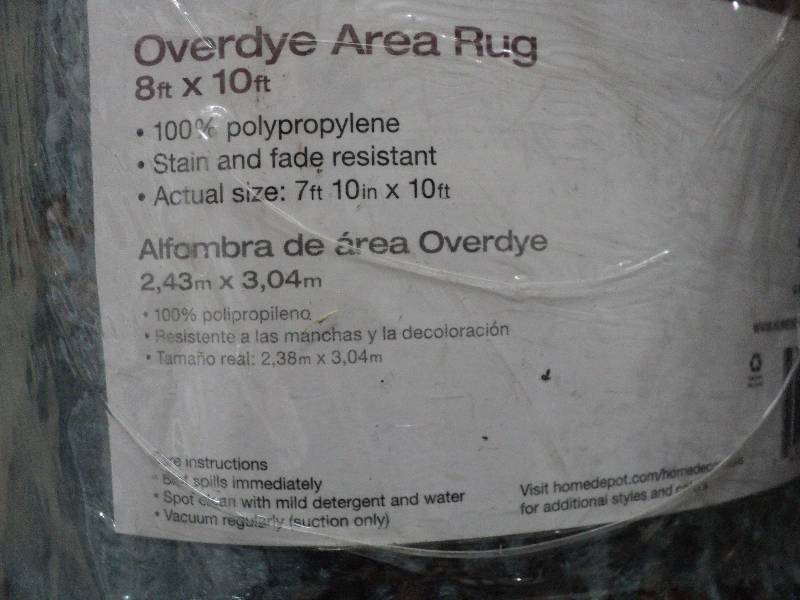 Overdye Area Rug
8ft x 10ft
• 100% polypropylene
• Stain and fade resistant
• Actual size: 7ft 10in x 10ft
Alfombra de área Overdye
2,43m x 3,04m
• 100% polipropileno
• Resistente a las manchas y la decoloración
• Tamaño real: 2,38m x 3,04m
instructions
spills immediately
• Spot clean with mild detergent and water
• Vacuum regularly (suction only)
Visit
for additional styles and